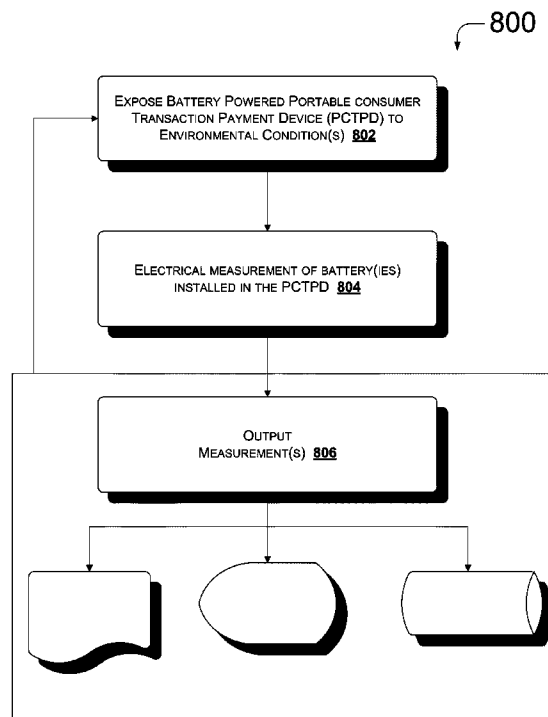 800
EXPOSE BATTERY POWERED PORTABLE CONSUMER
TRANSACTION PAYMENT DEVICE (PCTPD) TO
ENVIRONMENTAL CONDITION(S) 802
ELECTRICAL MEASUREMENT OF BATTERY(IES)
INSTALLED IN THE PCTPD 804
OUTPUT
MEASUREMENT(S) 806